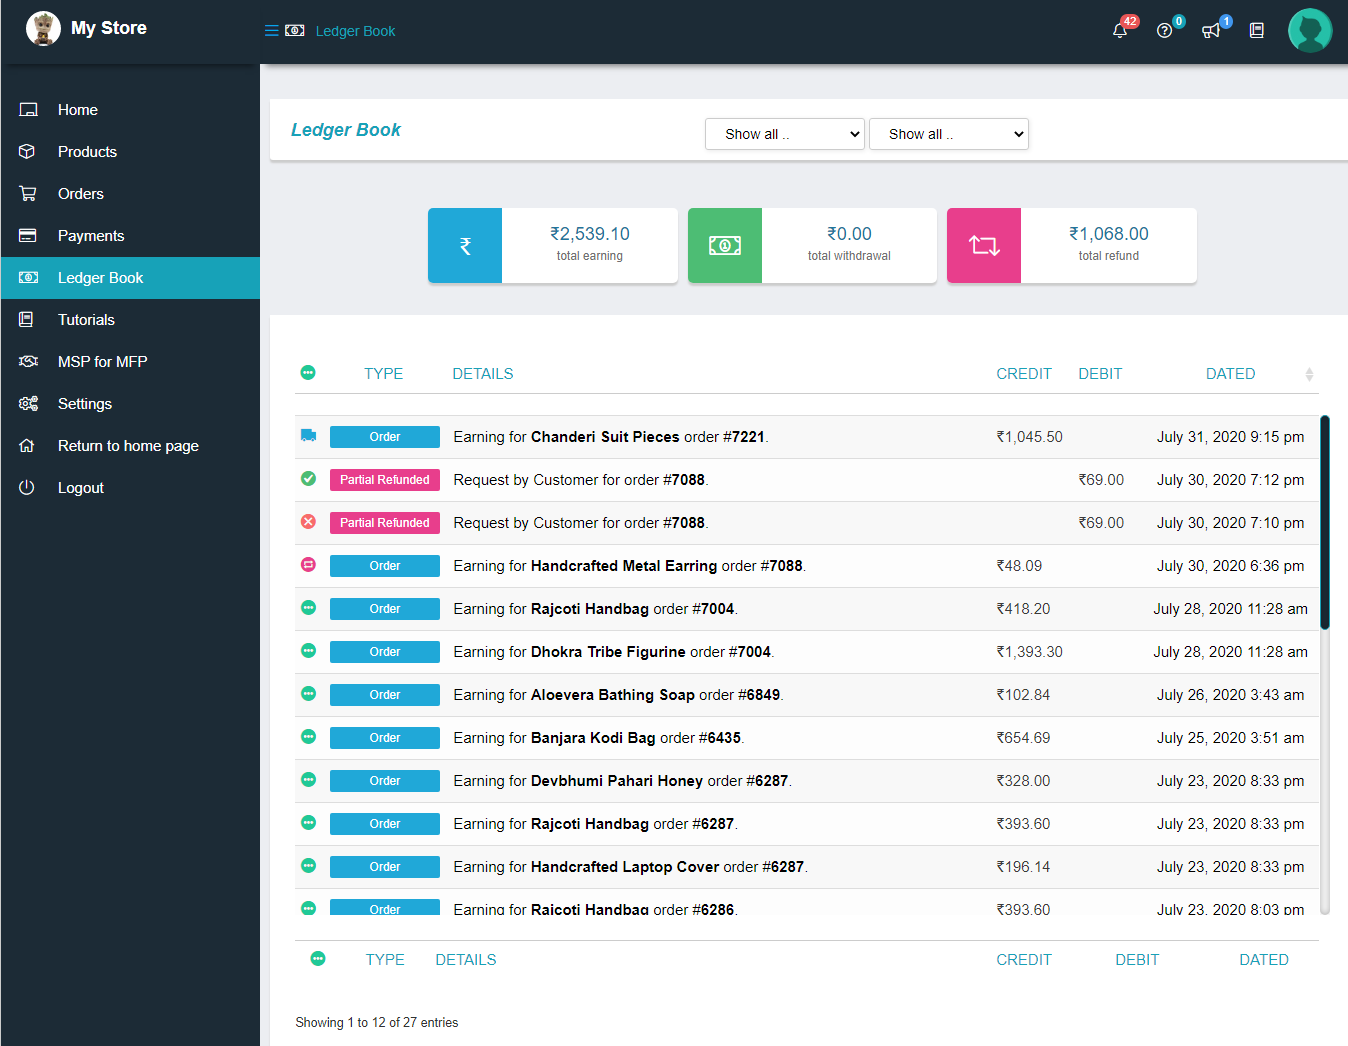 My Store
Ledger Book
42
0
1
Home
Products
Orders
Payments
Ledger Book
Tutorials
MSP for MFP
Settings
Return to home page
Logout
Ledger Book
Show all ..
Show all ..
₹
₹2,539.10
total earning
₹0.00
total withdrawal
₹1,068.00
total refund
TYPE DETAILS CREDIT DEBIT DATED
Order Earning for Chanderi Suit Pieces order #7221. ₹1,045.50 July 31, 2020 9:15 pm
Partial Refunded Request by Customer for order #7088. ₹69.00 July 30, 2020 7:12 pm
Partial Refunded Request by Customer for order #7088. ₹69.00 July 30, 2020 7:10 pm
Order Earning for Handcrafted Metal Earring order #7088. ₹48.09 July 30, 2020 6:36 pm
Order Earning for Rajcoti Handbag order #7004. ₹418.20 July 28, 2020 11:28 am
Order Earning for Dhokra Tribe Figurine order #7004. ₹1,393.30 July 28, 2020 11:28 am
Order Earning for Aloevera Bathing Soap order #6849. ₹102.84 July 26, 2020 3:43 am
Order Earning for Banjara Kodi Bag order #6435. ₹654.69 July 25, 2020 3:51 am
Order Earning for Devbhumi Pahari Honey order #6287. ₹328.00 July 23, 2020 8:33 pm
Order Earning for Rajcoti Handbag order #6287. ₹393.60 July 23, 2020 8:33 pm
Order Earning for Handcrafted Laptop Cover order #6287. ₹196.14 July 23, 2020 8:33 pm
Order Earning for Rajcoti Handbag order #6286. ₹393.60 July 23, 2020 8:03 pm
TYPE DETAILS CREDIT DEBIT DATED
Showing 1 to 12 of 27 entries